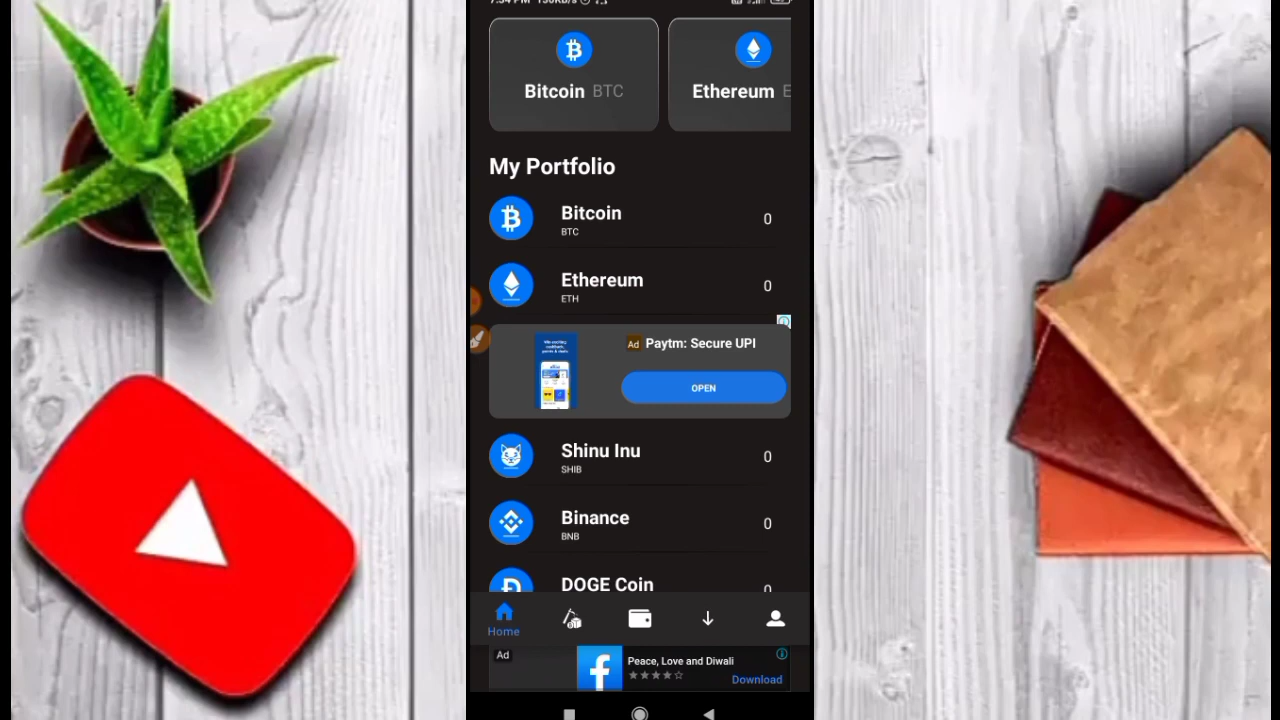 Bitcoin BTC
Ethereum E
My Portfolio
Bitcoin
BTC
0
Ethereum
ETH
0
Ad Paytm: Secure UPI
OPEN
Shinu Inu
SHIB
0
Binance
BNB
0
DOGE Coin
Home
Ad
Peace, Love and Diwali
Download